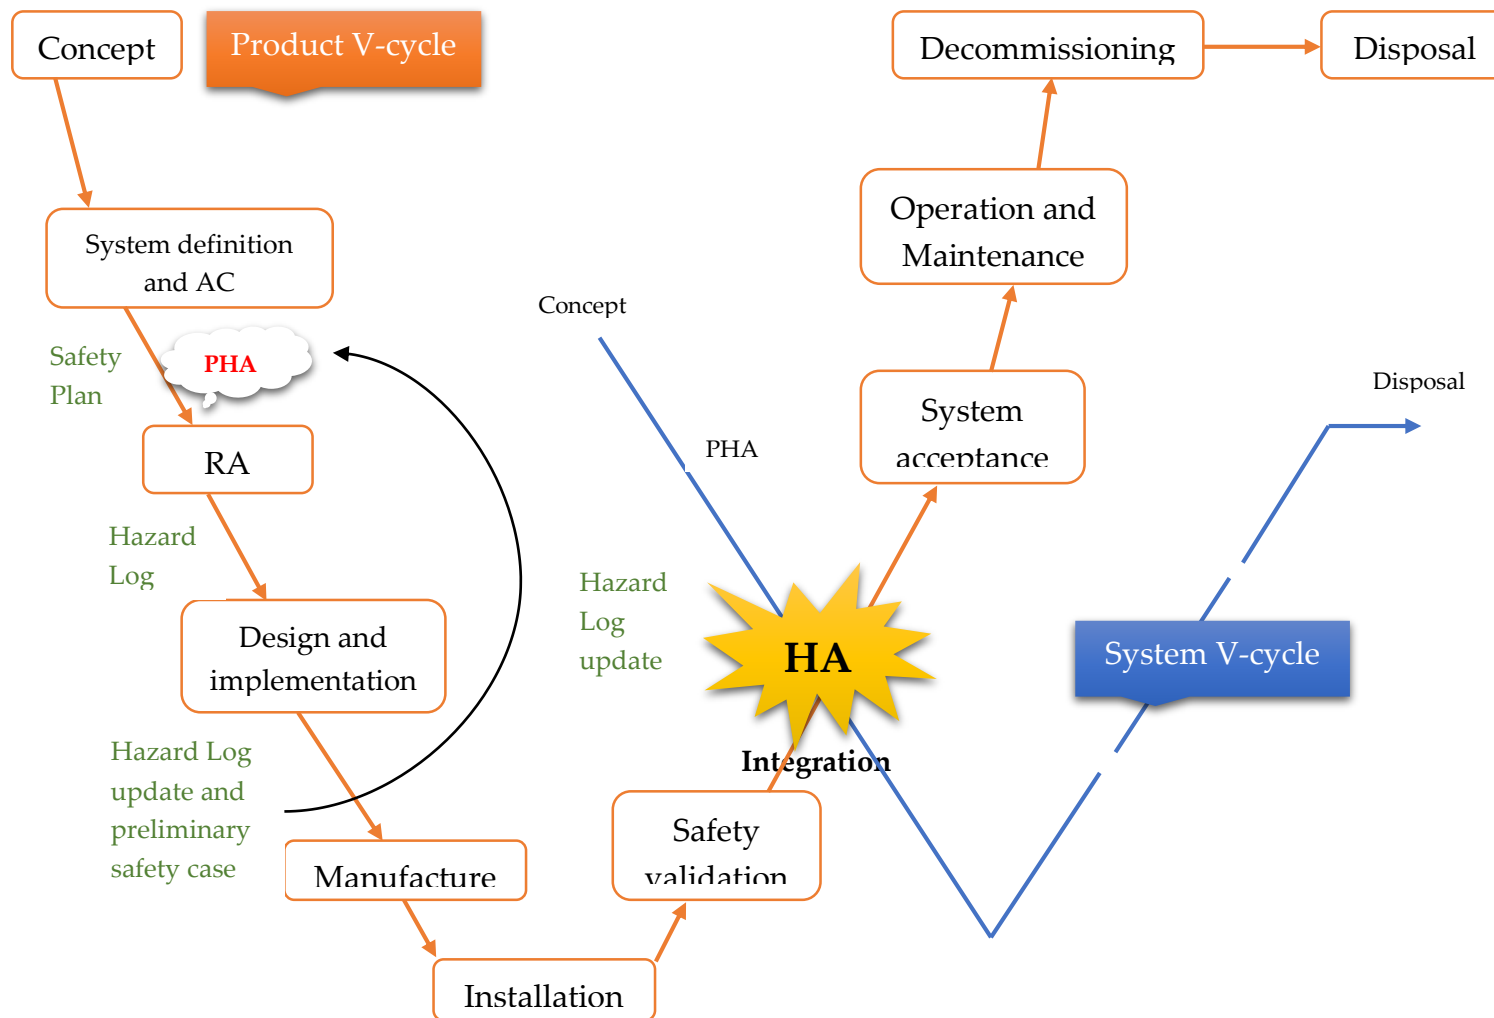 Concept
Product V-cycle
Decommissioning
Disposal
System definition
and AC
Operation and
Maintenance
Concept
Safety
Plan
PHA
Disposal
System
acceptance
PHA
RA
Hazard
Log
Hazard
Log
update
Design and
implementation
HA
System V-cycle
Integration
Hazard Log
update and
preliminary
safety case
Safety
validation
Manufacture
Installation